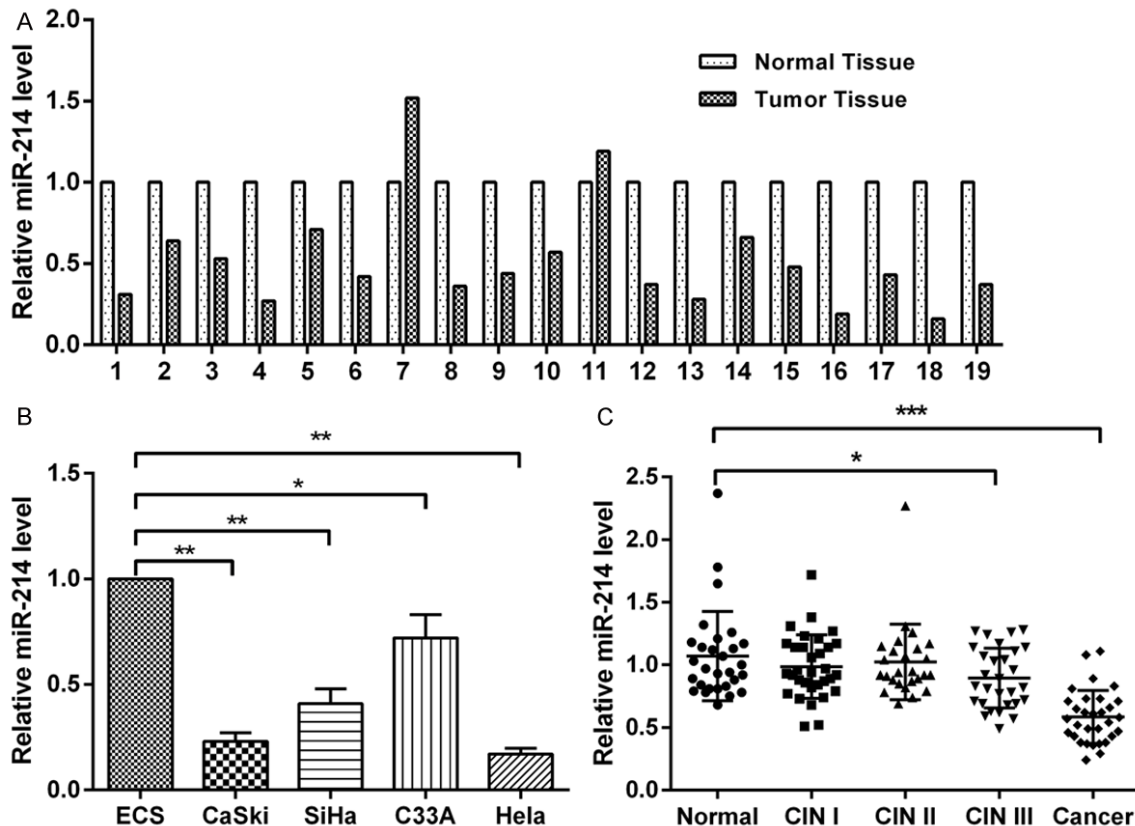 A
Relative miR-214 level
2.0
1.5
1.0
0.5
0.0
Normal Tissue
Tumor Tissue
1 2 3 4 5 6 7 8 9 10 11 12 13 14 15 16 17 18 19
B
Relative miR-214 level
1.5
1.0
0.5
0.0
**
*
**
**
ECS CaSki SiHa C33A Hela
C
Relative miR-214 level
2.5
2.0
1.5
1.0
0.5
0.0
***
*
Normal CIN I CIN II CIN III Cancer